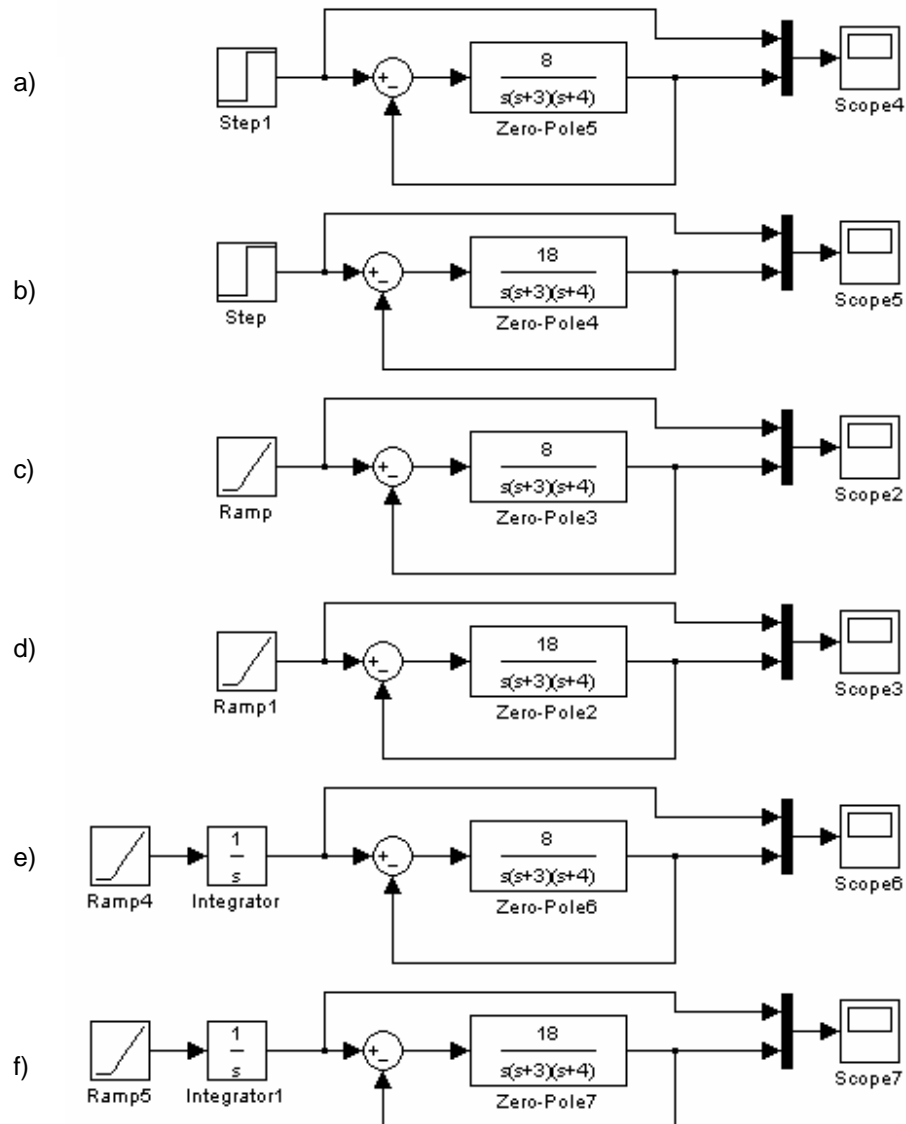 a)
Step1
+
−
8
s(s+3)(s+4)
Zero-Pole5
Scope4
b)
Step
+
−
18
s(s+3)(s+4)
Zero-Pole4
Scope5
c)
Ramp
+
−
8
s(s+3)(s+4)
Zero-Pole3
Scope2
d)
Ramp1
+
−
18
s(s+3)(s+4)
Zero-Pole2
Scope3
e)
Ramp4
1
s
Integrator
+
−
8
s(s+3)(s+4)
Zero-Pole6
Scope6
f)
Ramp5
1
s
Integrator1
+
−
18
s(s+3)(s+4)
Zero-Pole7
Scope7